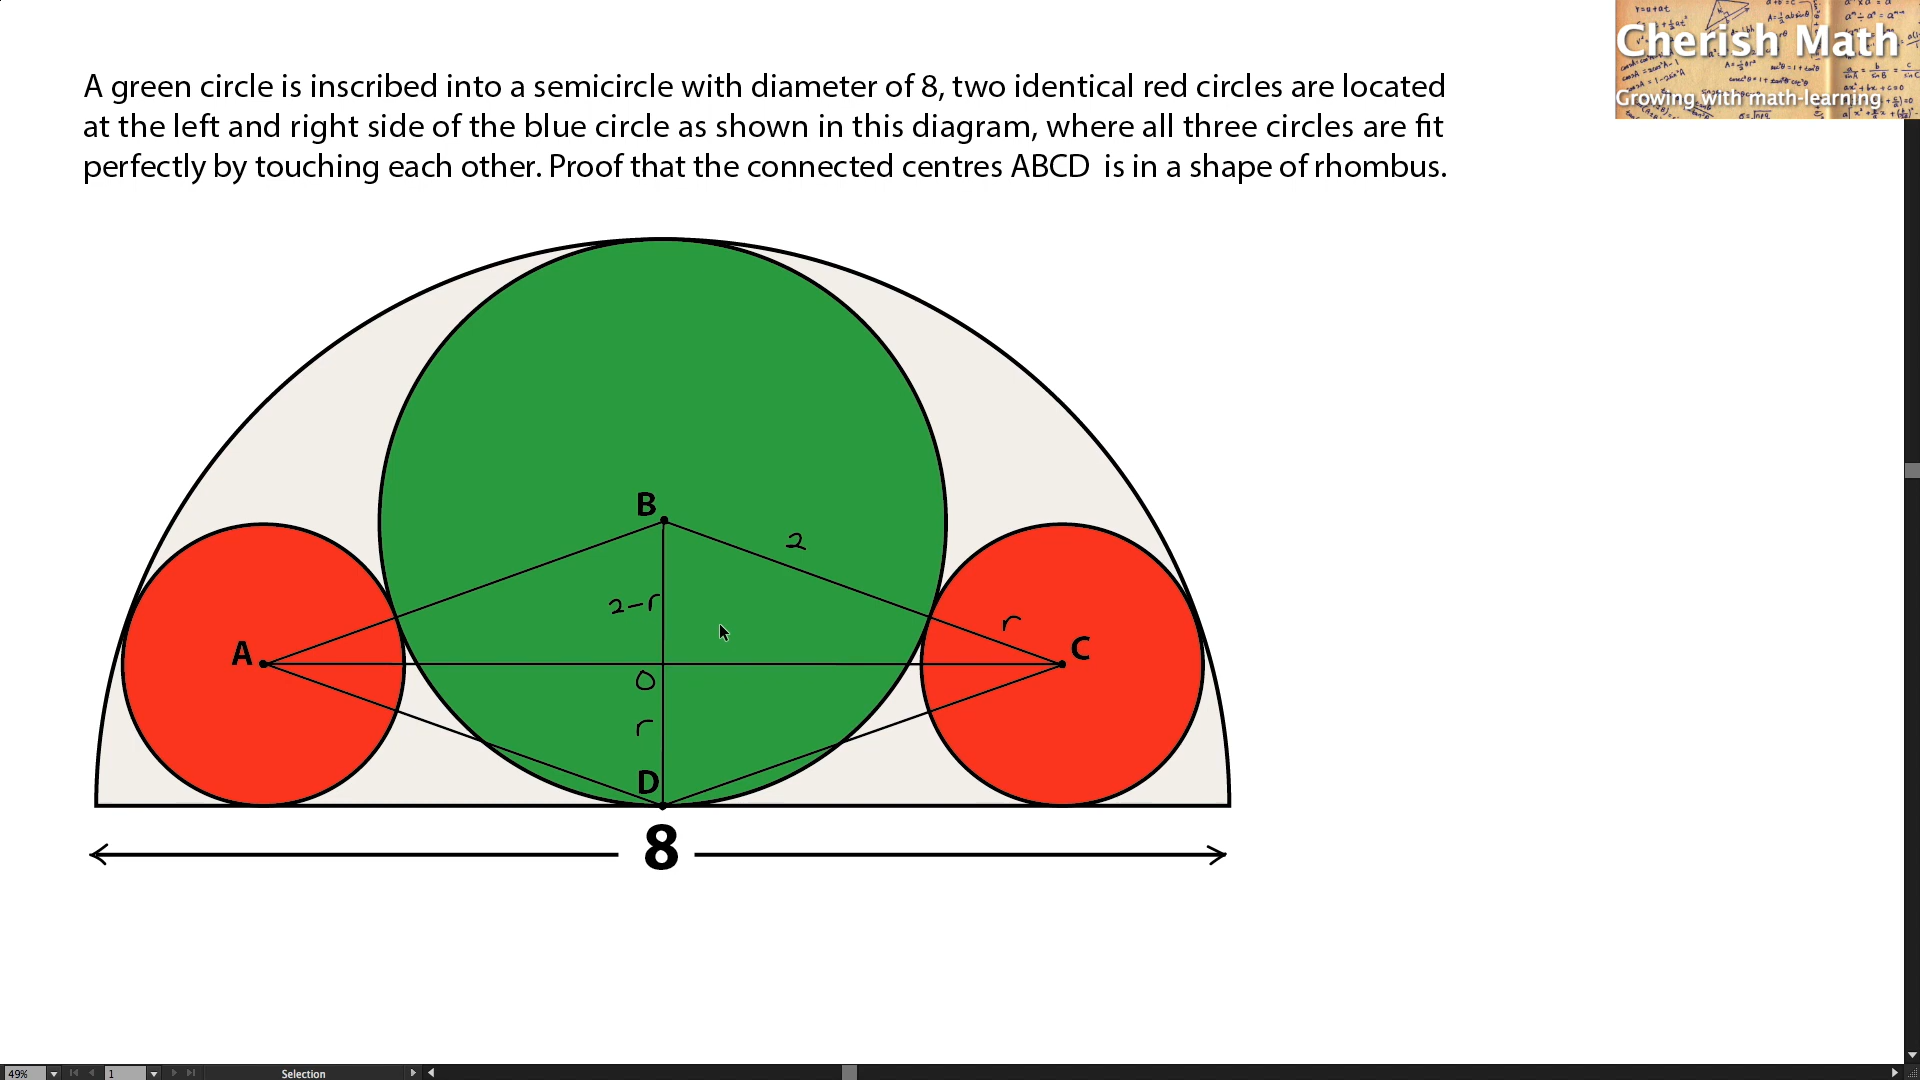 Cherish Math
Growing with math-learning
A green circle is inscribed into a semicircle with diameter of 8, two identical red circles are located
at the left and right side of the blue circle as shown in this diagram, where all three circles are fit
perfectly by touching each other. Proof that the connected centres ABCD is in a shape of rhombus.
B
2
2-r
r
A
C
O
r
D
8
49%
1
Selection